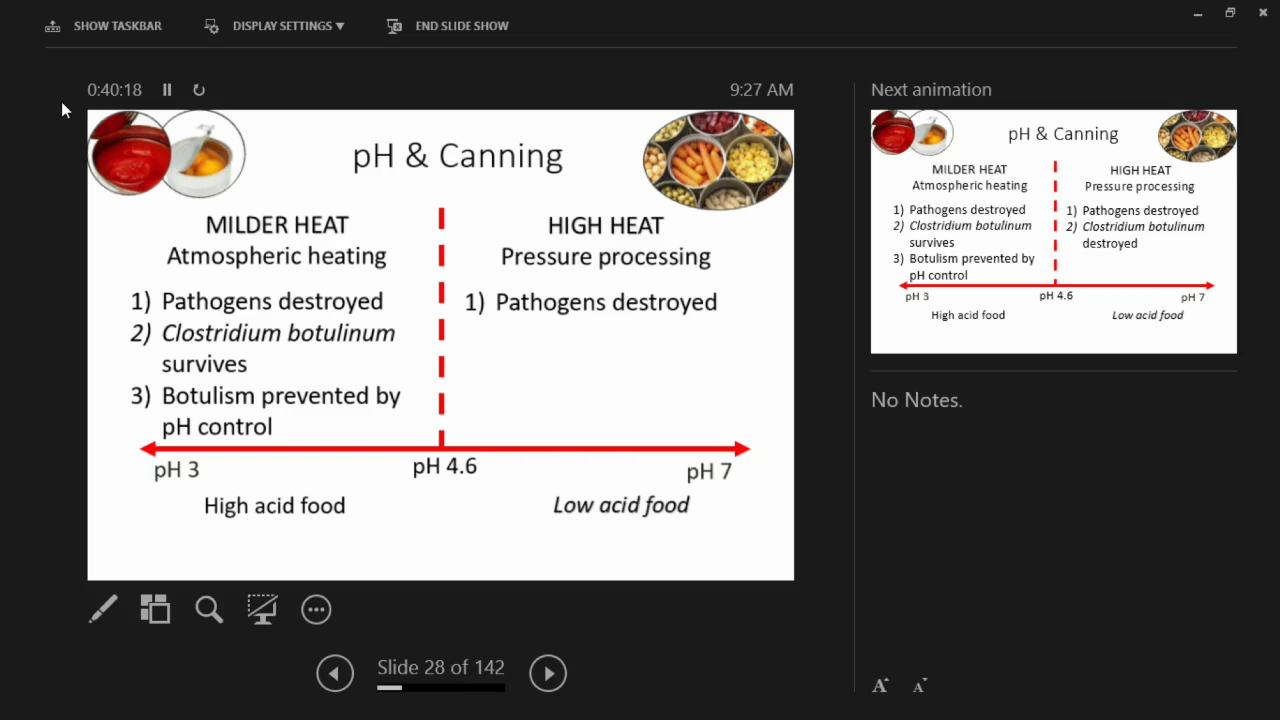 SHOW TASKBAR
DISPLAY SETTINGS ▼
END SLIDE SHOW
0:40:18
9:27 AM
pH & Canning
MILDER HEAT
Atmospheric heating
1) Pathogens destroyed
2) Clostridium botulinum
survives
3) Botulism prevented by
pH control
HIGH HEAT
Pressure processing
1) Pathogens destroyed
pH 3
pH 4.6
pH 7
High acid food
Low acid food
Next animation
pH & Canning
MILDER HEAT
Atmospheric heating
1) Pathogens destroyed
2) Clostridium botulinum
survives
3) Botulism prevented by
pH control
HIGH HEAT
Pressure processing
1) Pathogens destroyed
2) Clostridium botulinum
destroyed
pH 3
pH 4.6
pH 7
High acid food
Low acid food
No Notes.
Slide 28 of 142
A A